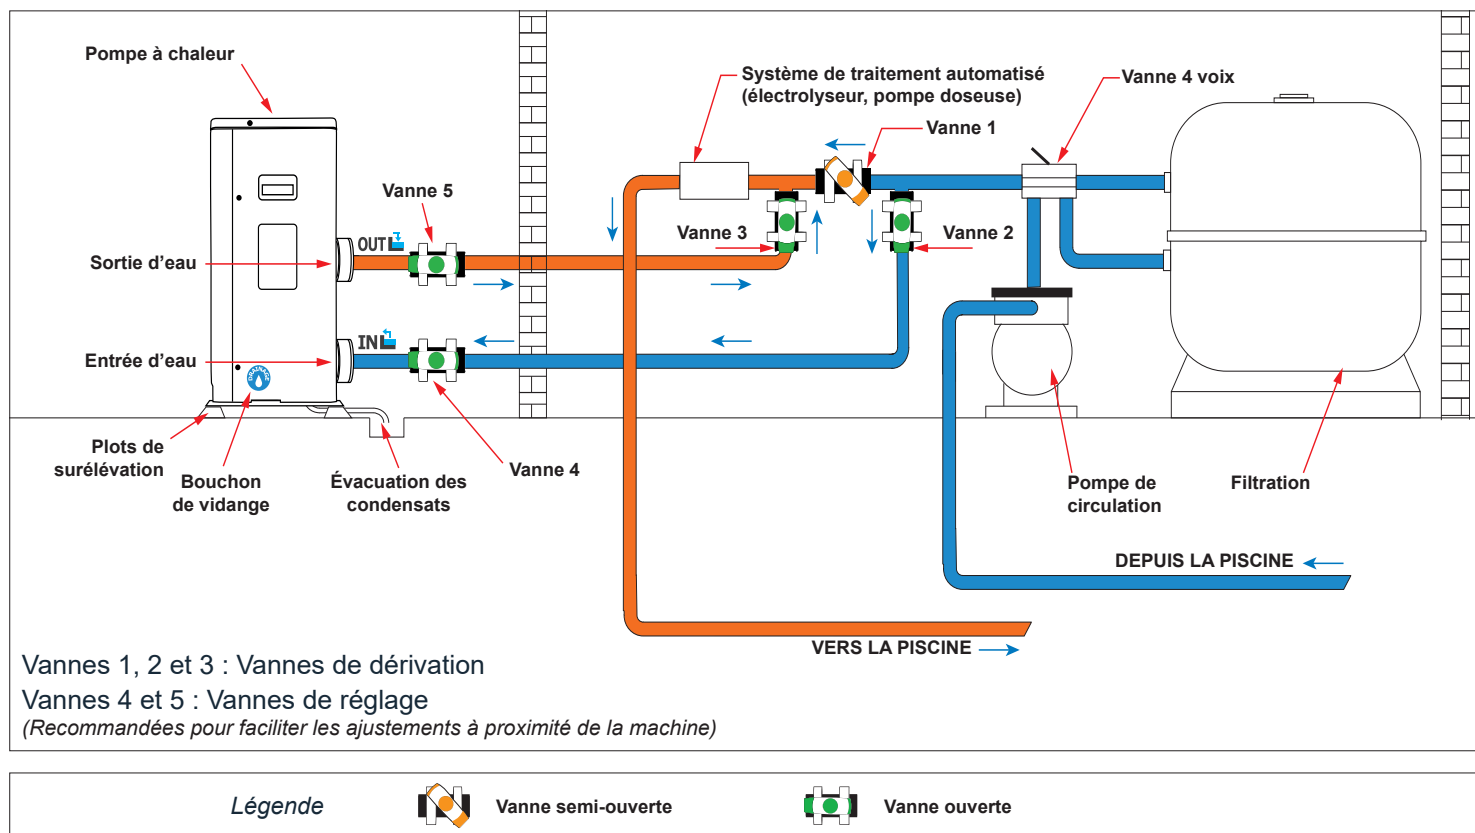 Pompe à chaleur
Système de traitement automatisé
(électrolyseur, pompe doseuse)
Vanne 4 voix
Vanne 1
Vanne 5
Vanne 3
Vanne 2
OUT
Sortie d'eau
IN
Entrée d'eau
Plots de
surélévation
Bouchon
de vidange
Évacuation des
condensats
Vanne 4
Pompe de
circulation
Filtration
DEPUIS LA PISCINE
VERS LA PISCINE
Vannes 1, 2 et 3 : Vannes de dérivation
Vannes 4 et 5 : Vannes de réglage
(Recommandées pour faciliter les ajustements à proximité de la machine)
Légende
Vanne semi-ouverte
Vanne ouverte